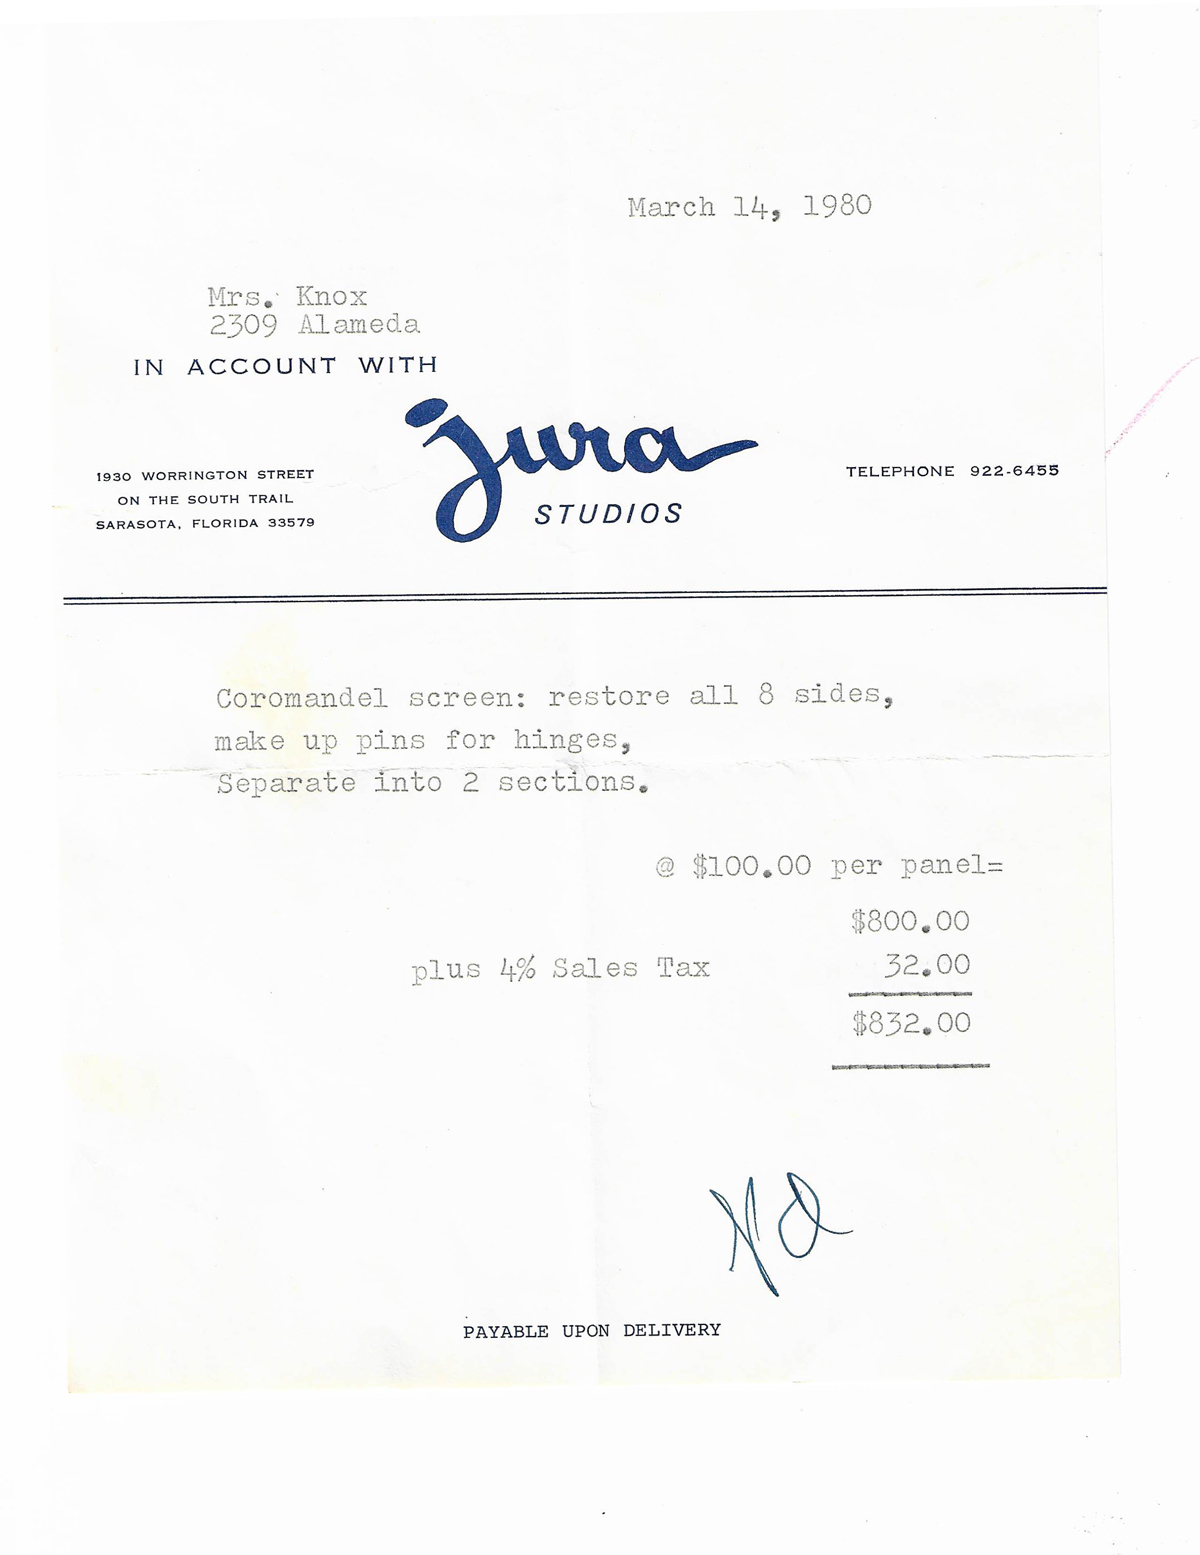 March 14, 1980
Mrs. Knox
2309 Alameda
IN ACCOUNT WITH
Jura
STUDIOS
1930 WORRINGTON STREET
ON THE SOUTH TRAIL
SARASOTA, FLORIDA 33579
TELEPHONE 922-6455
Coromandel screen: restore all 8 sides,
make up pins for hinges,
Separate into 2 sections.
@ $100.00 per panel=
$800.00
plus 4% Sales Tax 32.00
$832.00
PAYABLE UPON DELIVERY